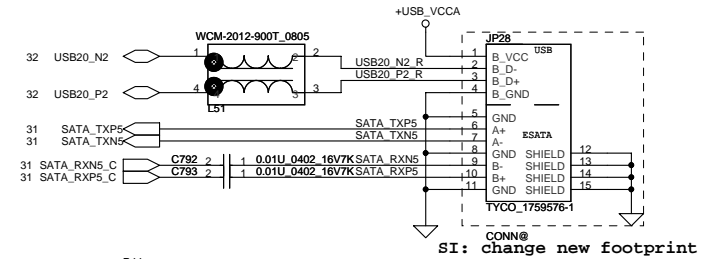 +USB_VCCA
WCM-2012-900T_0805
JP28
32 USB20_N2 1 2 USB20_N2_R 1 B_VCC USB
2 B_D-
32 USB20_P2 4 3 USB20_P2_R 3 B_D+
4 B_GND
L51
5 GND
31 SATA_TXP5 SATA_TXP5 6 A+ ESATA
31 SATA_TXN5 SATA_TXN5 7 A-
8 GND SHIELD 12
31 SATA_RXN5_C C792 2 1 0.01U_0402_16V7K SATA_RXN5 9 B- SHIELD 13
31 SATA_RXP5_C C793 2 1 0.01U_0402_16V7K SATA_RXP5 10 B+ SHIELD 14
11 GND SHIELD 15
TYCO_1759576-1
CONN@
SI: change new footprint